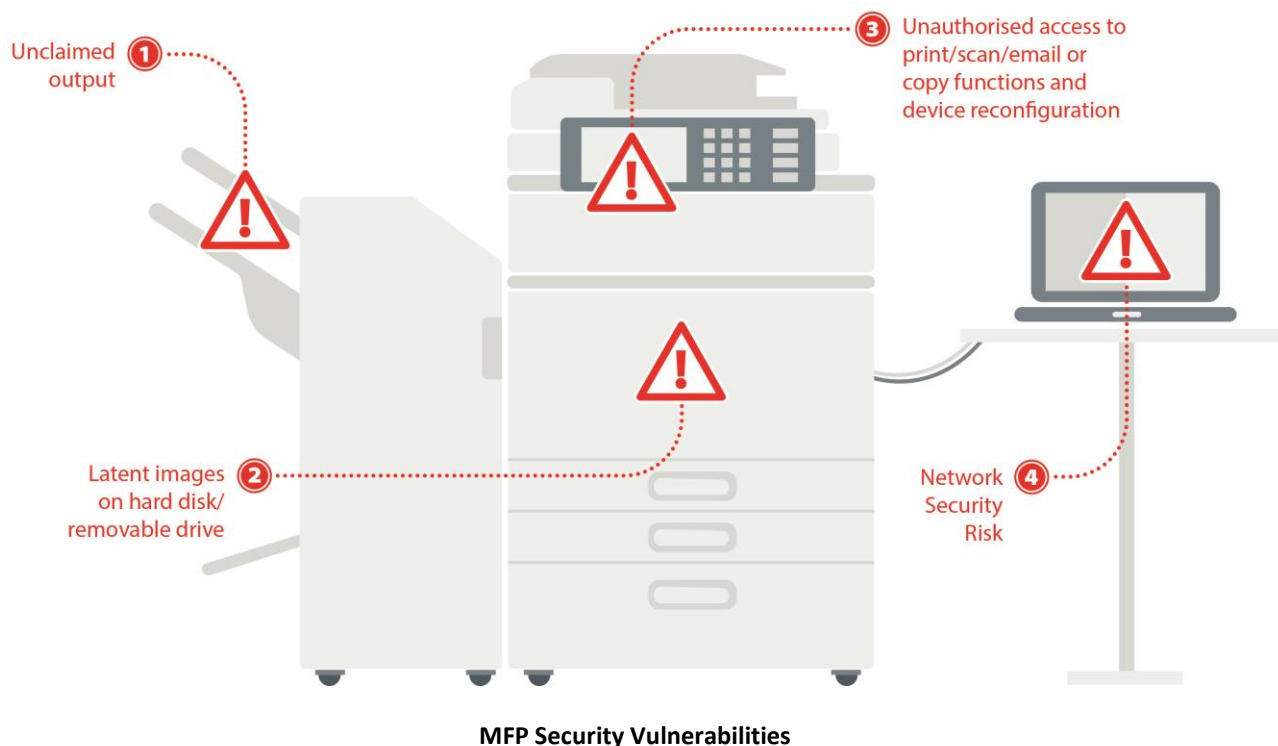 Unclaimed
output
1
3
Unauthorised access to
print/scan/email or
copy functions and
device reconfiguration
Latent images
on hard disk/
removable drive
2
Network
Security
Risk
4
MFP Security Vulnerabilities